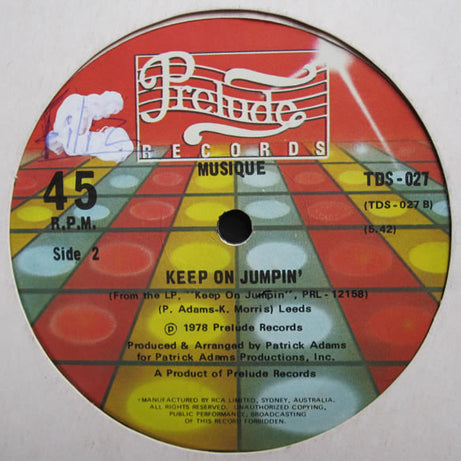 Prelude
RECORDS
MUSIQUE
45
R.P.M.
Side 2
TDS-027
(TDS-027 B)
(5.42)
KEEP ON JUMPIN'
(From the LP, "Keep On Jumpin", PRL-12158)
(P. Adams-K. Morris) Leeds
℗ 1978 Prelude Records
Produced & Arranged by Patrick Adams
for Patrick Adams Productions, Inc.
A Product of Prelude Records
MANUFACTURED BY RCA LIMITED, SYDNEY, AUSTRALIA.
ALL RIGHTS RESERVED. UNAUTHORIZED COPYING,
PUBLIC PERFORMANCE, BROADCASTING
OF THIS RECORD FORBIDDEN.